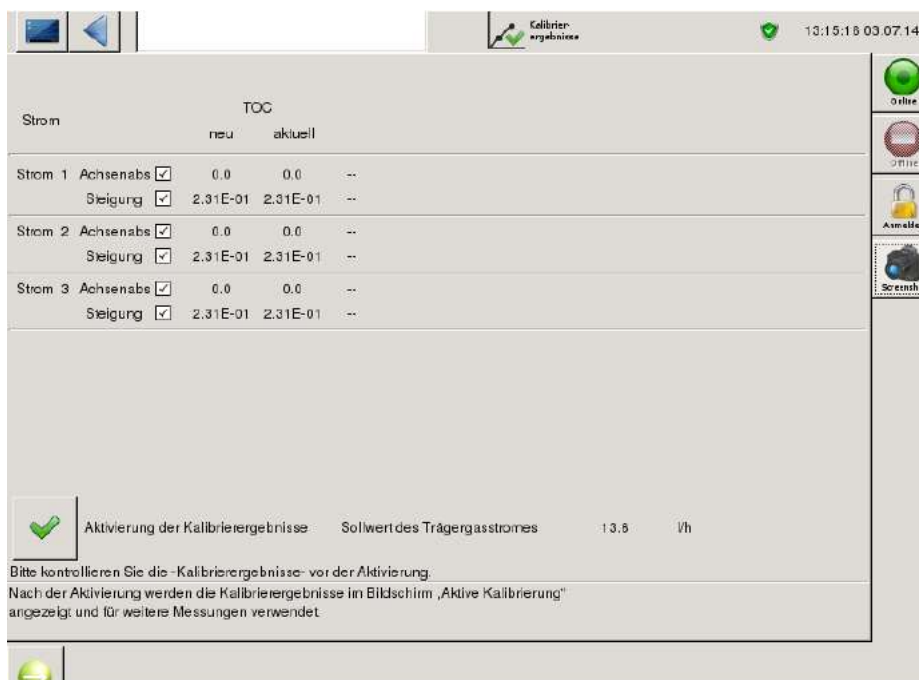 Kalibrier-
ergebnisse
13:15:18 03.07.14
Online
Offline
Anmelde
Screensh
TOC
Strom
neu aktuell
Strom 1 Achsenabs 0.0 0.0 --
Steigung 2.31E-01 2.31E-01 --
Strom 2 Achsenabs 0.0 0.0 --
Steigung 2.31E-01 2.31E-01 --
Strom 3 Achsenabs 0.0 0.0 --
Steigung 2.31E-01 2.31E-01 --
Aktivierung der Kalibrierergebnisse Sollwert des Trägergasstromes 13.6 l/h
Bitte kontrollieren Sie die -Kalibrierergebnisse- vor der Aktivierung.
Nach der Aktivierung werden die Kalibrierergebnisse im Bildschirm „Aktive Kalibrierung“
angezeigt und für weitere Messungen verwendet.